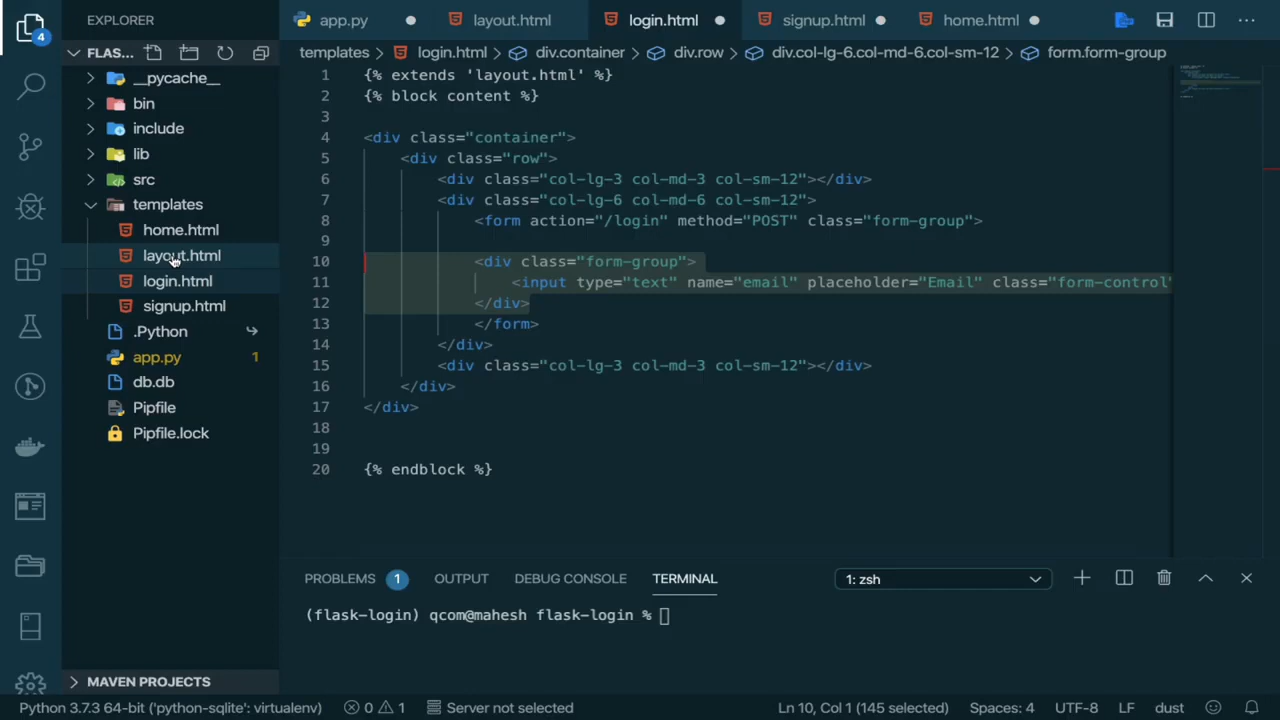 EXPLORER
app.py
layout.html
login.html
signup.html
home.html
4
FLAS...
templates > login.html > div.container > div.row > div.col-lg-6.col-md-6.col-sm-12 > form.form-group
__pycache__
bin
include
lib
src
templates
home.html
layout.html
login.html
signup.html
.Python
app.py 1
db.db
Pipfile
Pipfile.lock
MAVEN PROJECTS
1 {% extends 'layout.html' %}
2 {% block content %}
3
4 <div class="container">
5 <div class="row">
6 <div class="col-lg-3 col-md-3 col-sm-12"></div>
7 <div class="col-lg-6 col-md-6 col-sm-12">
8 <form action="/login" method="POST" class="form-group">
9
10 <div class="form-group">
11 <input type="text" name="email" placeholder="Email" class="form-control"
12 </div>
13 </form>
14 </div>
15 <div class="col-lg-3 col-md-3 col-sm-12"></div>
16 </div>
17 </div>
18
19
20 {% endblock %}
PROBLEMS 1 OUTPUT DEBUG CONSOLE TERMINAL 1: zsh
(flask-login) qcom@mahesh flask-login %
Python 3.7.3 64-bit ('python-sqlite': virtualenv) 0 1 Server not selected Ln 10, Col 1 (145 selected) Spaces: 4 UTF-8 LF dust